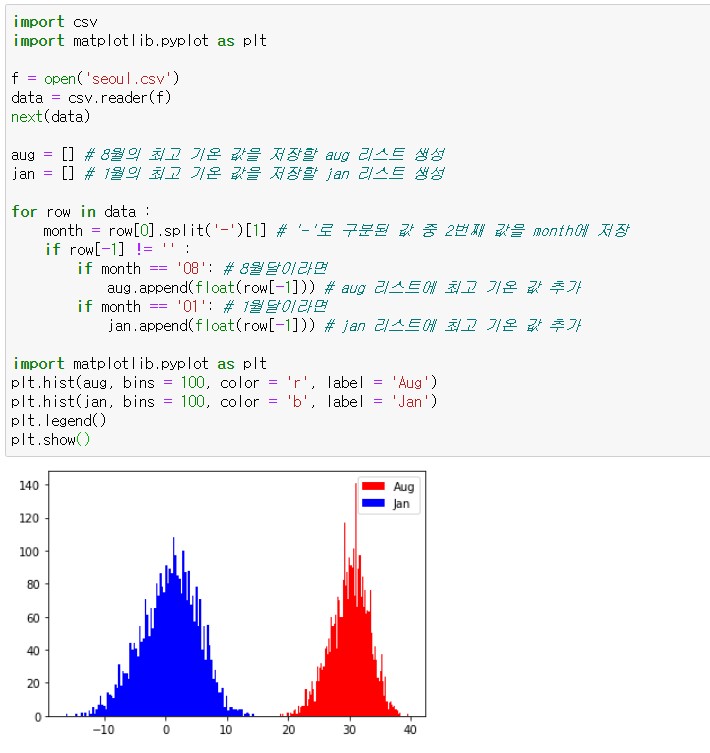 import csv
import matplotlib.pyplot as plt
f = open('seoul.csv')
data = csv.reader(f)
next(data)
aug = [] # 8월의 최고 기온 값을 저장할 aug 리스트 생성
jan = [] # 1월의 최고 기온 값을 저장할 jan 리스트 생성
for row in data :
    month = row[0].split('-')[1] # '-'로 구분된 값 중 2번째 값을 month에 저장
    if row[-1] != '' :
        if month == '08': # 8월달이라면
            aug.append(float(row[-1])) # aug 리스트에 최고 기온 값 추가
        if month == '01': # 1월달이라면
            jan.append(float(row[-1])) # jan 리스트에 최고 기온 값 추가
import matplotlib.pyplot as plt
plt.hist(aug, bins = 100, color = 'r', label = 'Aug')
plt.hist(jan, bins = 100, color = 'b', label = 'Jan')
plt.legend()
plt.show()
140
120
100
80
60
40
20
0
Aug
Jan
−10 0 10 20 30 40